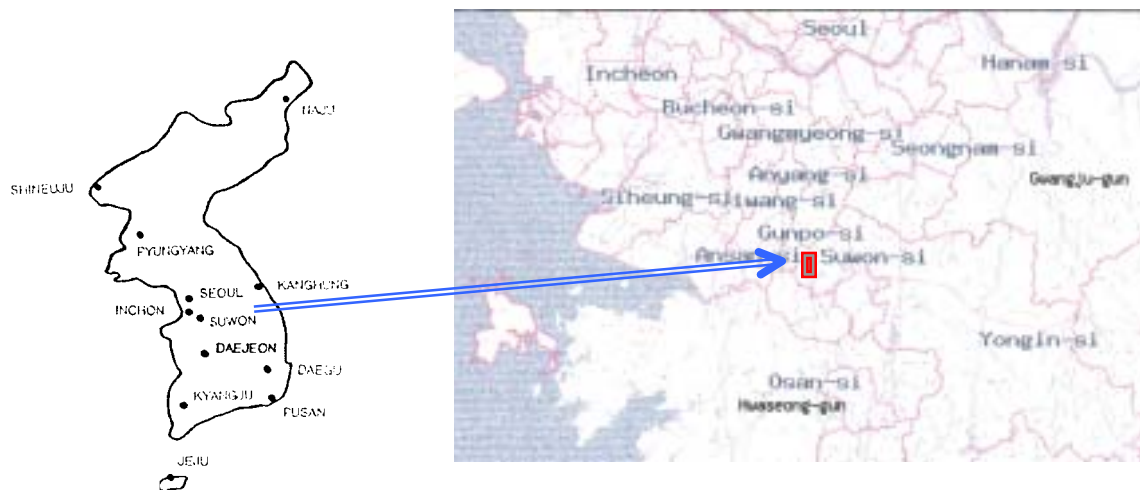 NAJU
SHINEUJU
PYUNGYANG
KANGHUNG
SEOUL
INCHON
SUWON
DAEJEON
DAEGU
KYANGJU
PUSAN
JEJU
Seoul
Hanam si
Incheon
Bucheon-si
Gwangmyeong-si
Seongnam-si
Anyang-si
Gwangju-gun
Siheung-si
Uiwang-si
Gunpo-si
Ansan-si
Suwon-si
Yongin-si
Osan-si
Hwaseong-gun